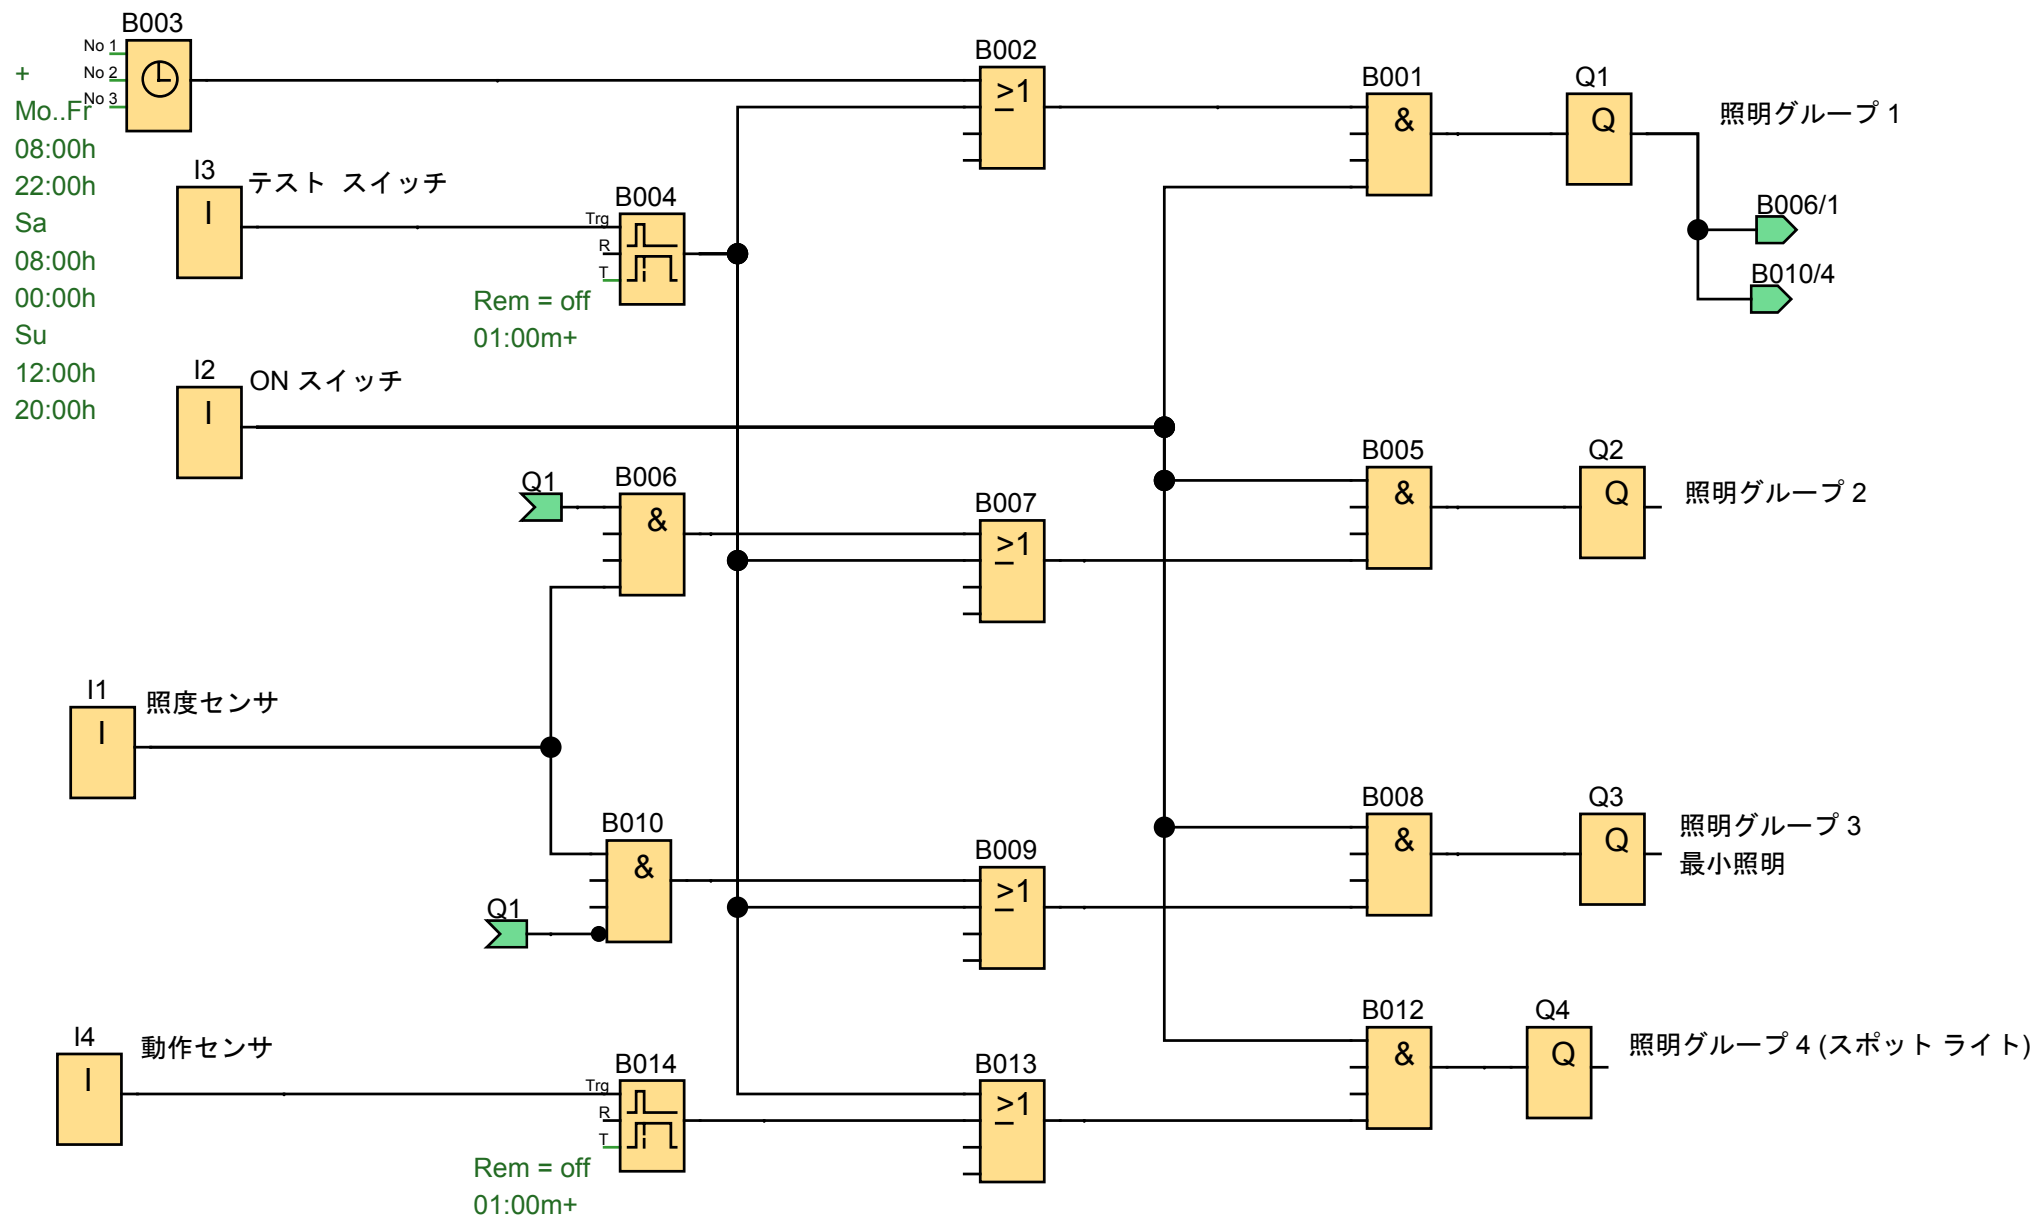 B003
No 1
No 2
No 3
+
Mo..Fr
08:00h
22:00h
Sa
08:00h
00:00h
Su
12:00h
20:00h
B002
>1
B001
&
Q1
Q
照明グループ 1
B006/1
B010/4
I3
I
テスト スイッチ
B004
Trg
R
T
Rem = off
01:00m+
I2
I
ON スイッチ
Q1
B006
&
B007
>1
B005
&
Q2
Q
照明グループ 2
I1
I
照度センサ
B010
&
Q1
B009
>1
B008
&
Q3
Q
照明グループ 3
最小照明
I4
I
動作センサ
B014
Trg
R
T
Rem = off
01:00m+
B013
>1
B012
&
Q4
Q
照明グループ 4 (スポット ライト)